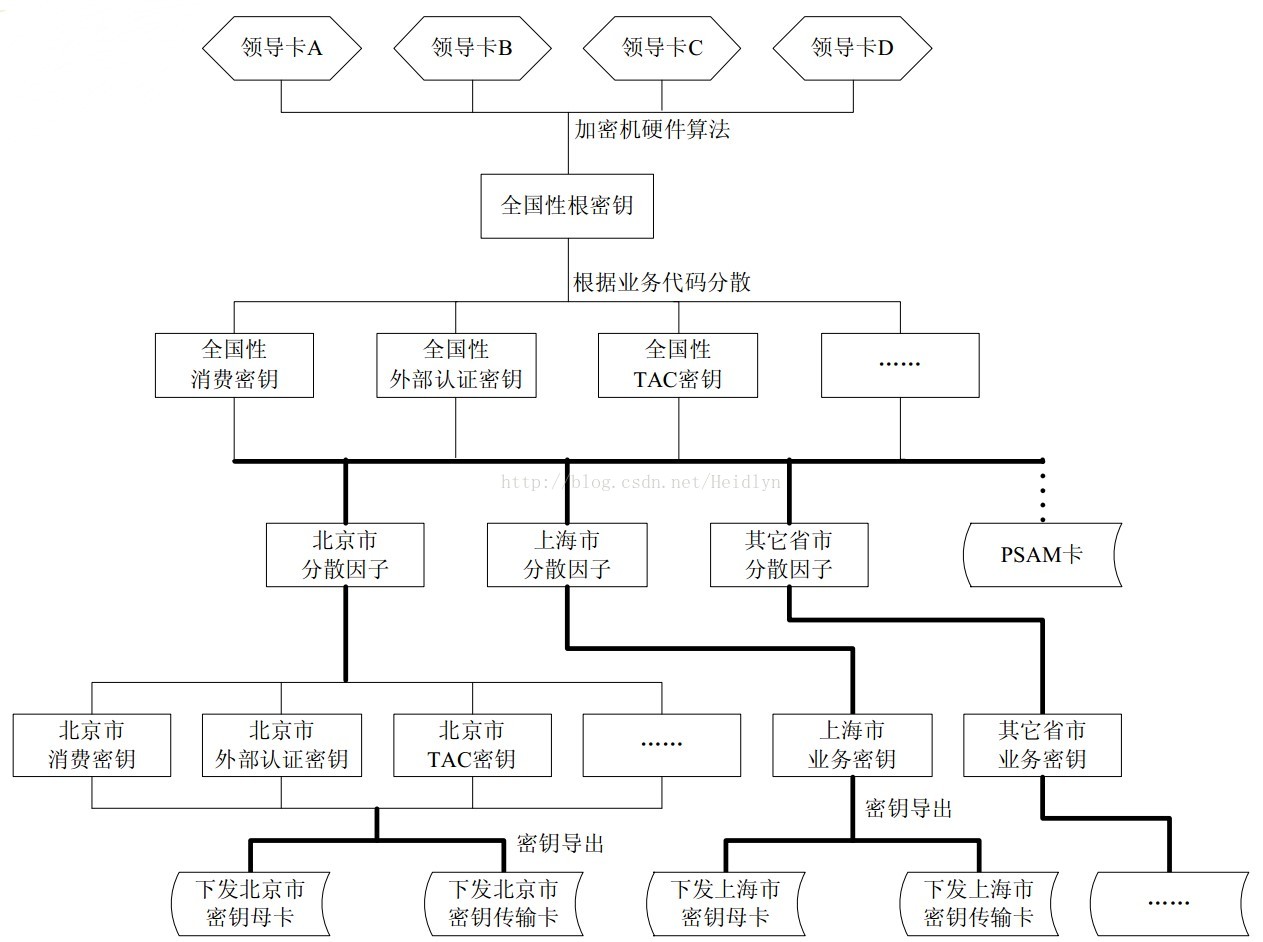 领导卡A
领导卡B
领导卡C
领导卡D
加密机硬件算法
全国性根密钥
根据业务代码分散
全国性
消费密钥
全国性
外部认证密钥
全国性
TAC密钥
……
http://blog.csdn.net/Heidlyn
北京市
分散因子
上海市
分散因子
其它省市
分散因子
PSAM卡
北京市
消费密钥
北京市
外部认证密钥
北京市
TAC密钥
……
上海市
业务密钥
其它省市
业务密钥
密钥导出
密钥导出
下发北京市
密钥母卡
下发北京市
密钥传输卡
下发上海市
密钥母卡
下发上海市
密钥传输卡
……